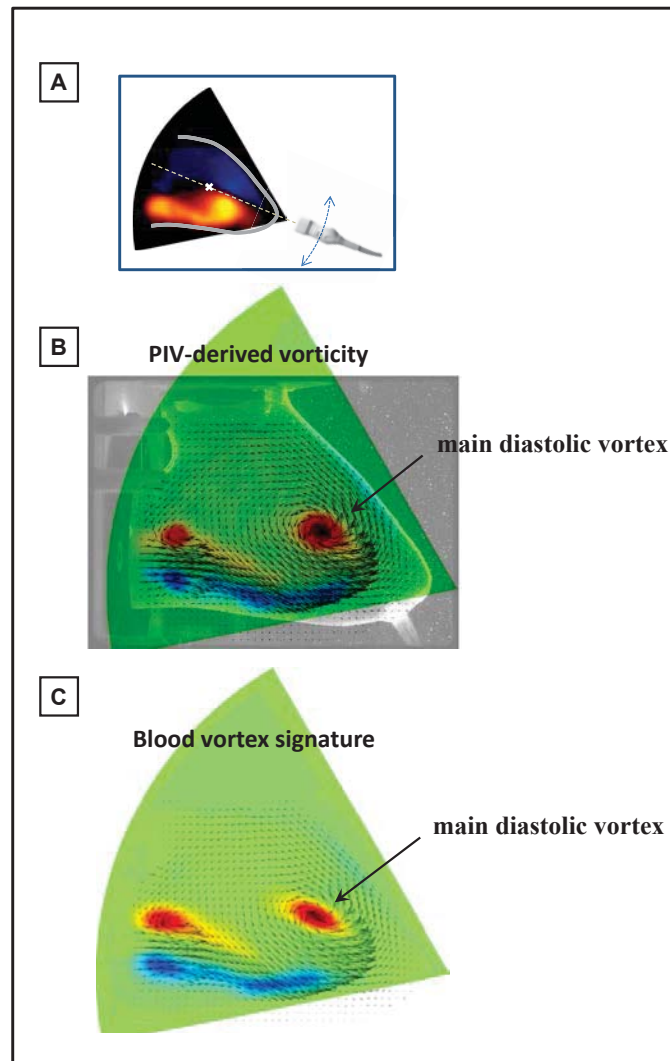 A
B
PIV-derived vorticity
main diastolic vortex
C
Blood vortex signature
main diastolic vortex